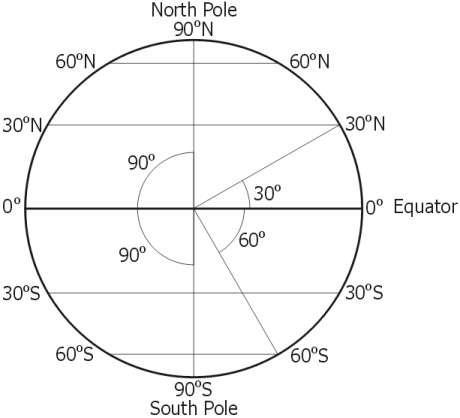 North Pole
90ºN
60ºN 60ºN
30ºN 30ºN
90º
30º
0º 0º Equator
60º
90º
30ºS 30ºS
60ºS 60ºS
90ºS
South Pole